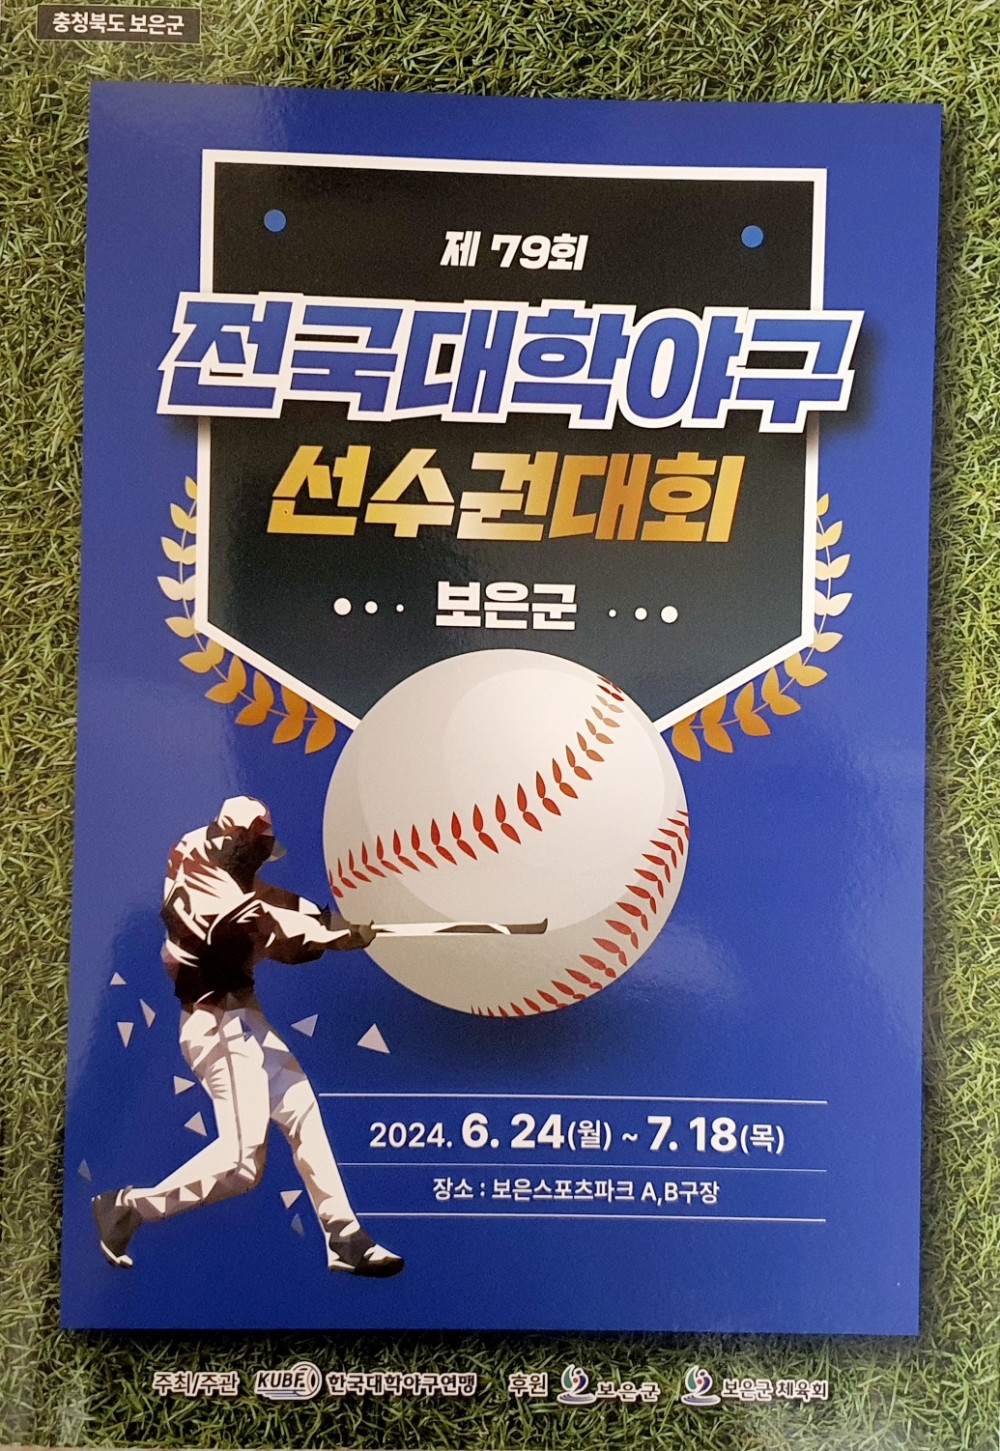 충청북도 보은군
제 79회
전국대학야구
선수권대회
보은군
2024. 6. 24(월) ~ 7. 18(목)
장소 : 보은스포츠파크 A,B구장
주최/주관 KUBF 한국대학야구연맹 후원 보은군 보은군 체육회